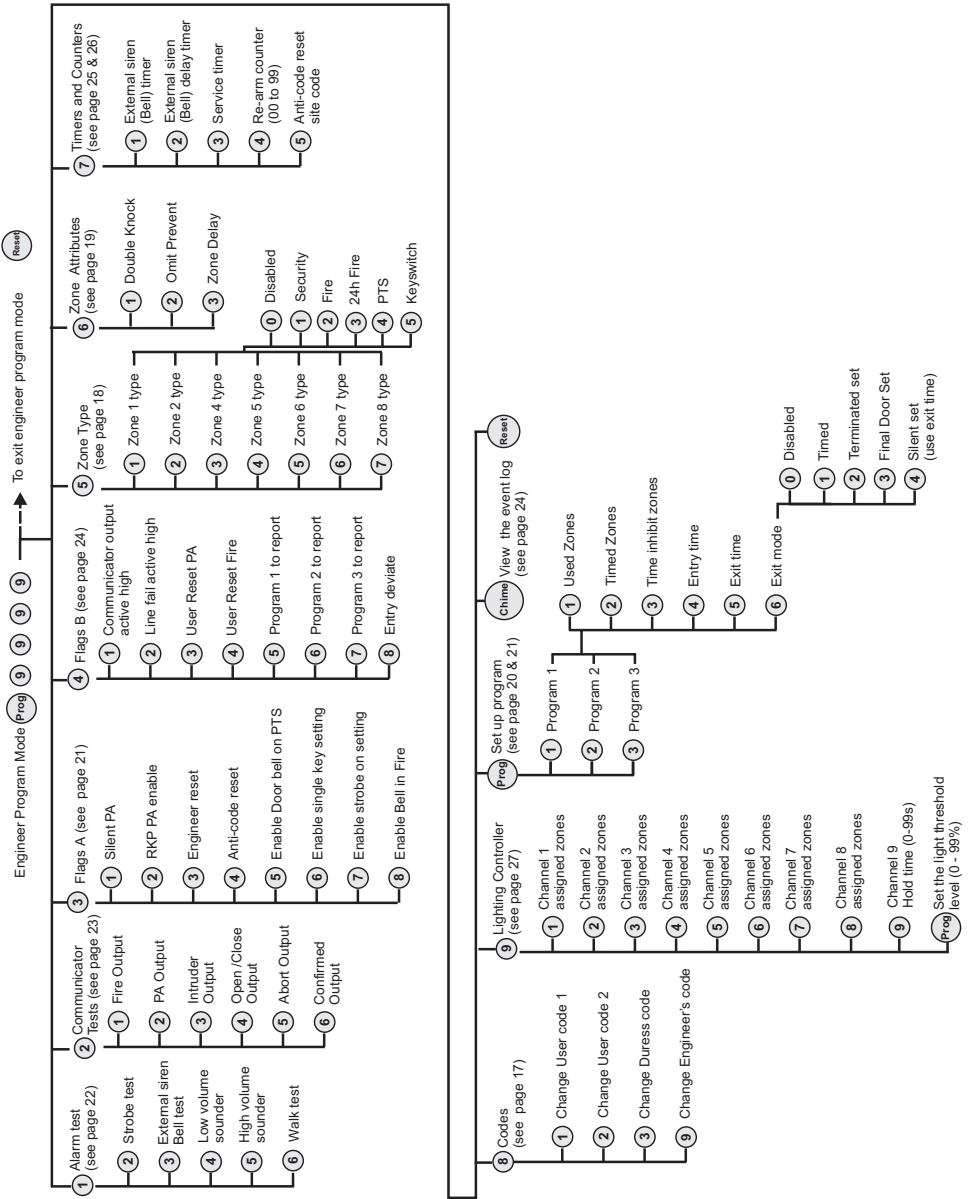 Engineer Program Mode Prog 9 9 9 9 To exit engineer program mode Reset
1 Alarm test
(see page 22)
2 Strobe test
3 External siren
Bell test
4 Low volume
sounder
5 High volume
sounder
6 Walk test
2 Communicator
Tests (see page 23)
1 Fire Output
2 PA Output
3 Intruder
Output
4 Open /Close
Output
5 Abort Output
6 Confirmed
Output
3 Flags A (see page 21)
1 Silent PA
2 RKP PA enable
3 Engineer reset
4 Anti-code reset
5 Enable Door bell on PTS
6 Enable single key setting
7 Enable strobe on setting
8 Enable Bell in Fire
4 Flags B (see page 24)
1 Communicator output
active high
2 Line fail active high
3 User Reset PA
4 User Reset Fire
5 Program 1 to report
6 Program 2 to report
7 Program 3 to report
8 Entry deviate
5 Zone Type
(see page 18)
1 Zone 1 type
2 Zone 2 type
3 Zone 4 type
4 Zone 5 type
5 Zone 6 type
6 Zone 7 type
7 Zone 8 type
0 Disabled
1 Security
2 Fire
3 24h Fire
4 PTS
5 Keyswitch
6 Zone Attributes
(see page 19)
1 Double Knock
2 Omit Prevent
3 Zone Delay
7 Timers and Counters
(see page 25 & 26)
1 External siren
(Bell) timer
2 External siren
(Bell) delay timer
3 Service timer
4 Re-arm counter
(00 to 99)
5 Anti-code reset
site code
8 Codes
(see page 17)
1 Change User code 1
2 Change User code 2
3 Change Duress code
9 Change Engineer's code
9 Lighting Controller
(see page 27)
1 Channel 1
assigned zones
2 Channel 2
assigned zones
3 Channel 3
assigned zones
4 Channel 4
assigned zones
5 Channel 5
assigned zones
6 Channel 6
assigned zones
7 Channel 7
assigned zones
8 Channel 8
assigned zones
9 Channel 9
Hold time (0-99s)
Prog Set the light threshold
level (0 - 99%)
Prog Set up program
(see page 20 & 21)
1 Program 1
2 Program 2
3 Program 3
1 Used Zones
2 Timed Zones
3 Time inhibit zones
4 Entry time
5 Exit time
6 Exit mode
0 Disabled
1 Timed
2 Terminated set
3 Final Door Set
4 Silent set
(use exit time)
Chime View the event log
(see page 24)
Reset